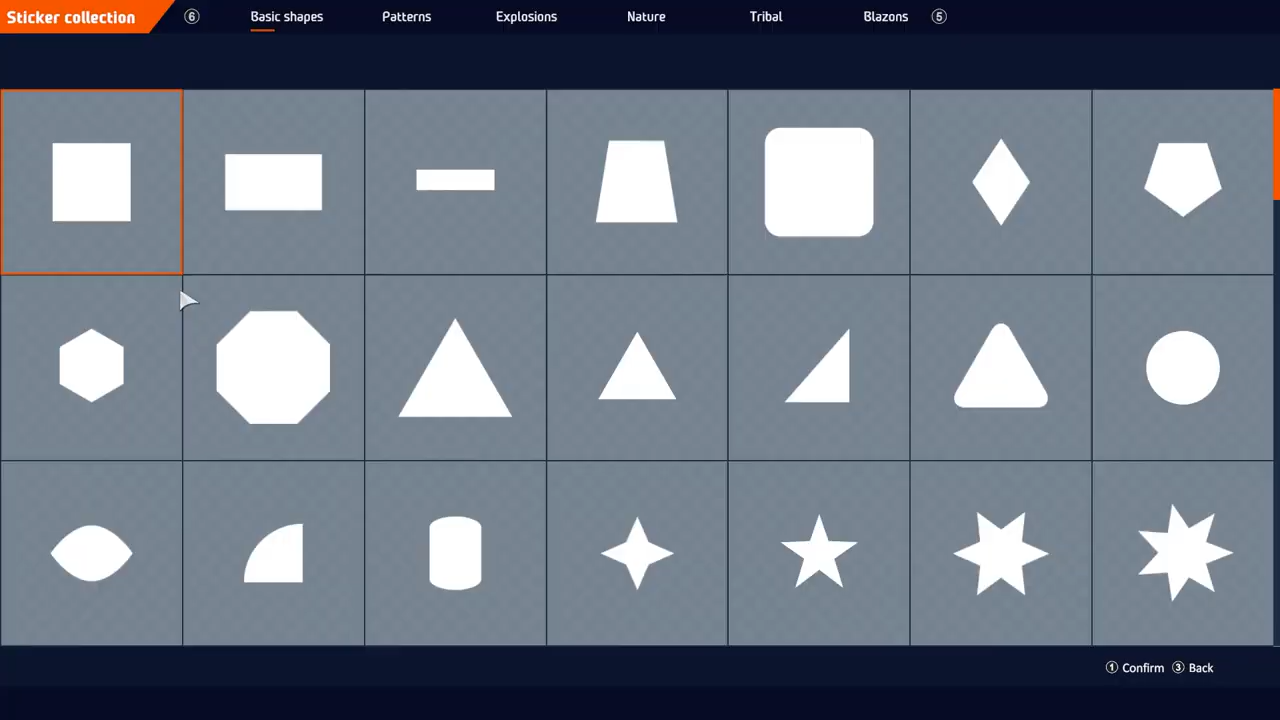 Sticker collection
6 Basic shapes Patterns Explosions Nature Tribal Blazons 5
1 Confirm 3 Back